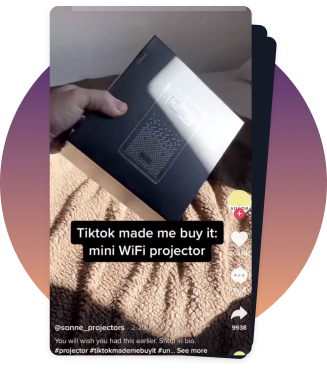 Tiktok made me buy it:
mini WiFi projector
9938
@sonne_projectors
You will wish you had this earlier. Shop in bio.
#projector #tiktokmademebuyit #un... See more